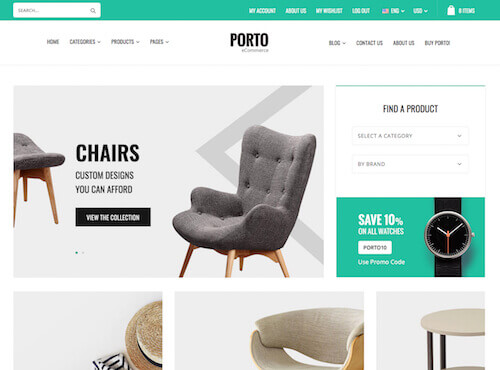 SEARCH...
MY ACCOUNT ABOUT US MY WISHLIST LOG OUT ENG USD 0 ITEMS
HOME CATEGORIES PRODUCTS PAGES
PORTO
eCommerce
BLOG CONTACT US ABOUT US BUY PORTO!
CHAIRS
CUSTOM DESIGNS
YOU CAN AFFORD
VIEW THE COLLECTION
FIND A PRODUCT
SELECT A CATEGORY
BY BRAND
SAVE 10%
ON ALL WATCHES
PORTO10
Use Promo Code